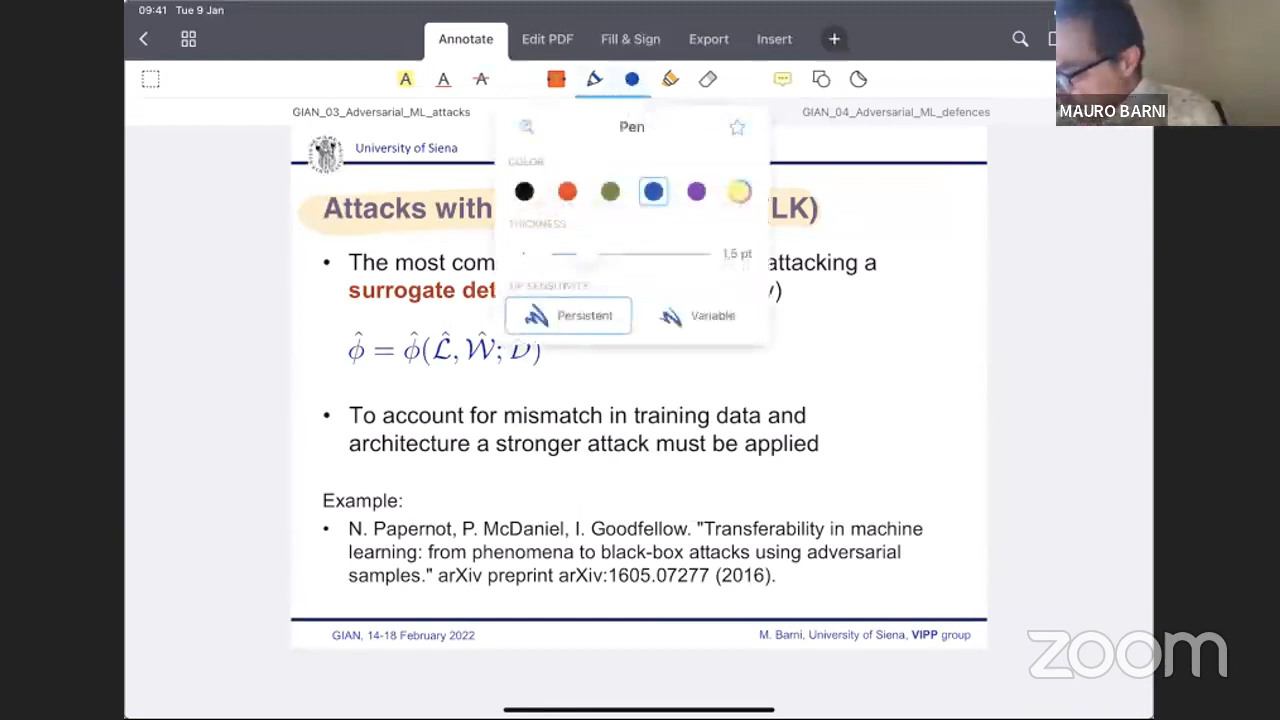 09:41 Tue 9 Jan
Annotate Edit PDF Fill & Sign Export Insert
A A A
MAURO BARNI
GIAN_03_Adversarial_ML_attacks GIAN_04_Adversarial_ML_defences
Pen
COLOR
THICKNESS
1,5 pt
TIP SENSITIVITY
Persistent Variable
University of Siena
Attacks with LK)
• The most com attacking a
surrogate det )
ϕ̂ = ϕ̂(ℒ̂, 𝒲̂; 𝒟̂)
• To account for mismatch in training data and
architecture a stronger attack must be applied
Example:
• N. Papernot, P. McDaniel, I. Goodfellow. "Transferability in machine
learning: from phenomena to black-box attacks using adversarial
samples." arXiv preprint arXiv:1605.07277 (2016).
GIAN, 14-18 February 2022 M. Barni, University of Siena, VIPP group
zoom